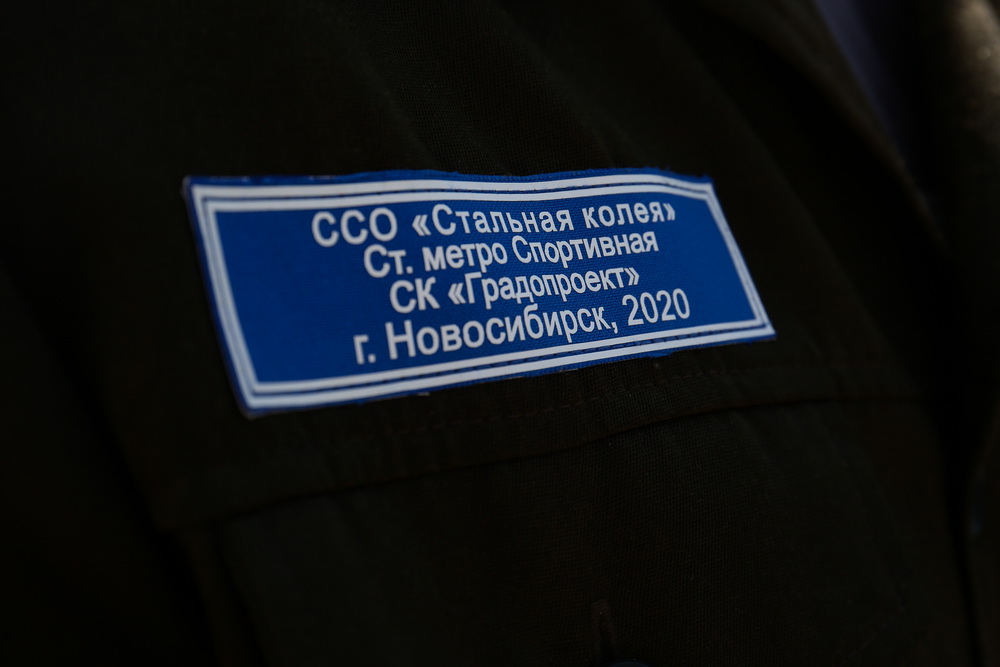 ССО «Стальная колея»
Ст. метро Спортивная
СК «Градопроект»
г. Новосибирск, 2020